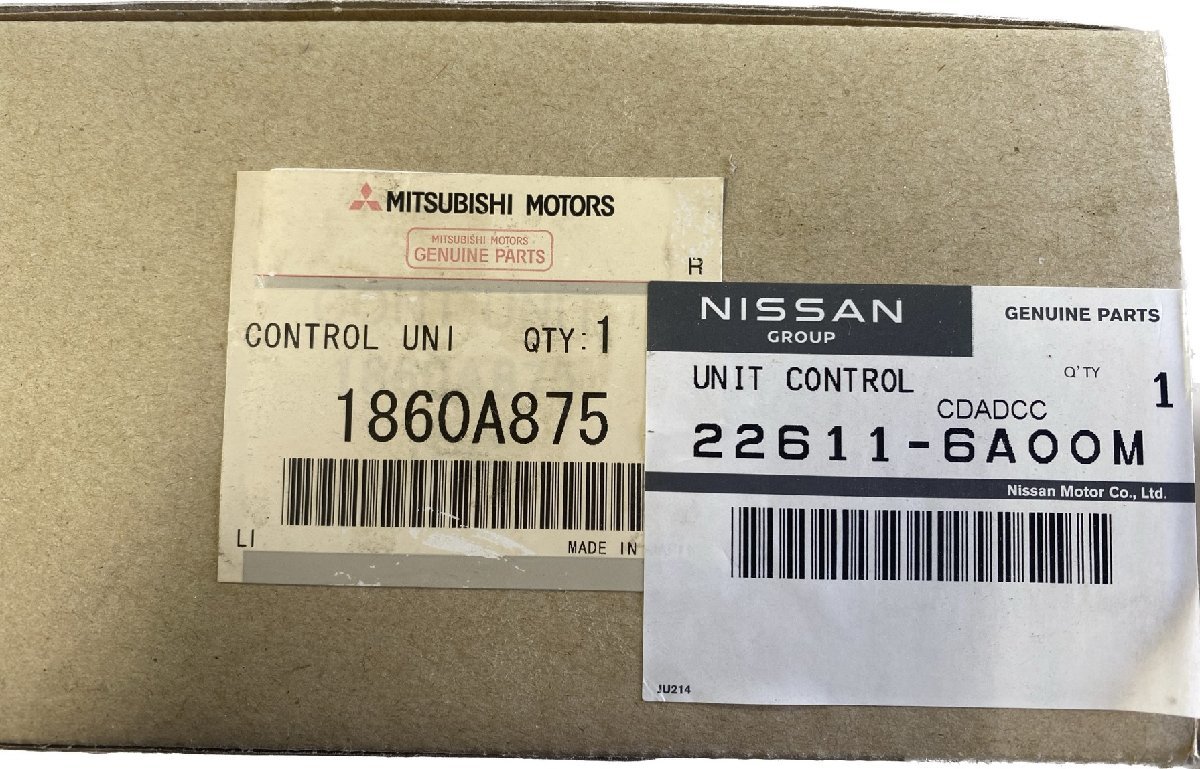 MITSUBISHI MOTORS
MITSUBISHI MOTORS
GENUINE PARTS
R
CONTROL UNI QTY:1
1860A875
LI
MADE IN
NISSAN
GROUP
GENUINE PARTS
UNIT CONTROL
Q'TY
1
CDADCC
22611-6A00M
Nissan Motor Co., Ltd.
JU214